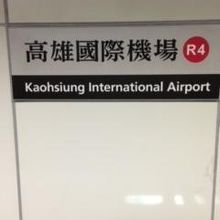 高雄國際機場 R4
Kaohsiung International Airport